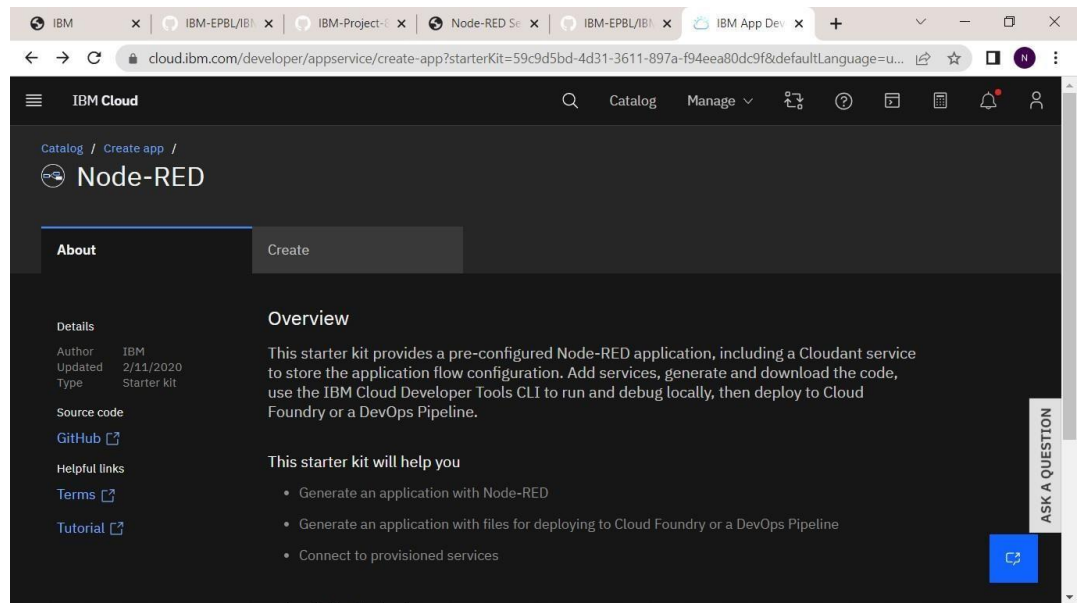 IBM
IBM-EPBL/IBM
IBM-Project-8
Node-RED Se
IBM-EPBL/IBM
IBM App Dev
cloud.ibm.com/developer/appservice/create-app?starterKit=59c9d5bd-4d31-3611-897a-f94eea80dc9f&defaultLanguage=u...
N
IBM Cloud
Catalog
Manage
Catalog / Create app /
Node-RED
About
Create
Details
Author IBM
Updated 2/11/2020
Type Starter kit
Source code
GitHub
Helpful links
Terms
Tutorial
Overview
This starter kit provides a pre-configured Node-RED application, including a Cloudant service
to store the application flow configuration. Add services, generate and download the code,
use the IBM Cloud Developer Tools CLI to run and debug locally, then deploy to Cloud
Foundry or a DevOps Pipeline.
This starter kit will help you
• Generate an application with Node-RED
• Generate an application with files for deploying to Cloud Foundry or a DevOps Pipeline
• Connect to provisioned services
ASK A QUESTION